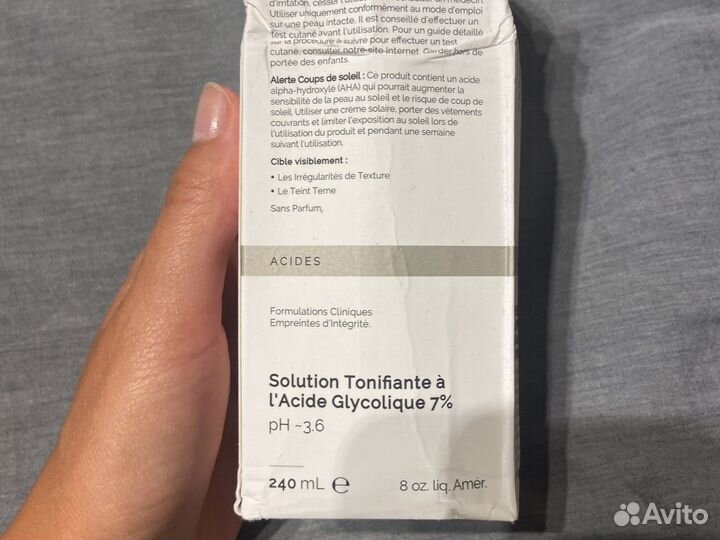 d'irritation, cesser l'utilisation et consulter un médecin.
Utiliser uniquement conformément au mode d'emploi
sur une peau intacte. Il est conseillé d'effectuer un
test cutané avant l'utilisation. Pour un guide détaillé
sur la procédure à suivre pour effectuer un test
cutané, consulter notre site Internet. Garder hors de
portée des enfants.
Alerte Coups de soleil : Ce produit contient un acide
alpha-hydroxylé (AHA) qui pourrait augmenter la
sensibilité de la peau au soleil et le risque de coup de
soleil. Utiliser une crème solaire, porter des vêtements
couvrants et limiter l'exposition au soleil lors de
l'utilisation du produit et pendant une semaine
suivant l'utilisation.
Cible visiblement :
▪ Les Irrégularités de Texture
▪ Le Teint Terne
Sans Parfum.
ACIDES
Formulations Cliniques
Empreintes d'Intégrité.
Solution Tonifiante à
l'Acide Glycolique 7%
pH ~3.6
240 mL ℮ 8 oz. liq. Amér.
Avito